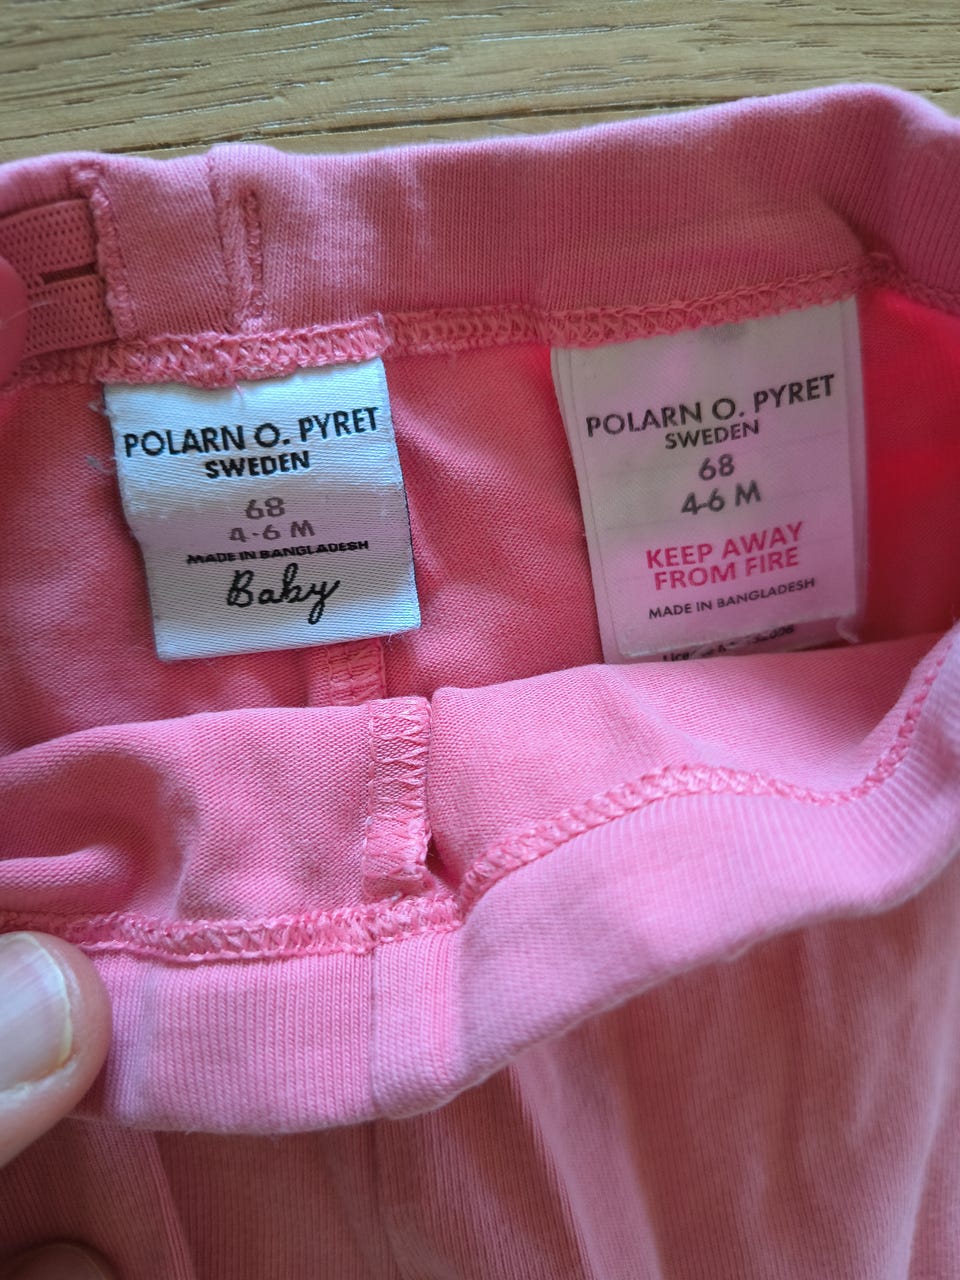 POLARN O. PYRET
SWEDEN
68
4-6 M
MADE IN BANGLADESH
Baby
POLARN O. PYRET
SWEDEN
68
4-6 M
KEEP AWAY
FROM FIRE
MADE IN BANGLADESH